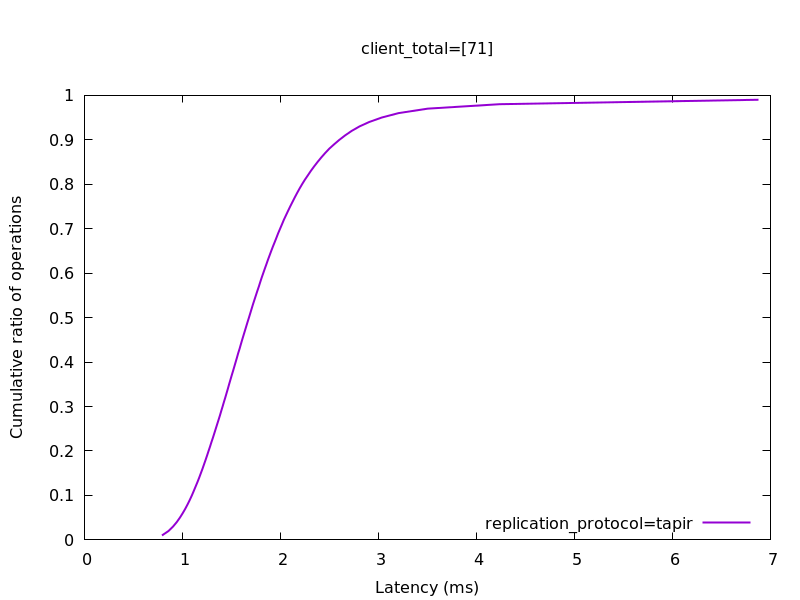 client_total=[71]
1
0.9
0.8
0.7
0.6
0.5
0.4
0.3
0.2
0.1
0
Cumulative ratio of operations
replication_protocol=tapir
0 1 2 3 4 5 6 7
Latency (ms)